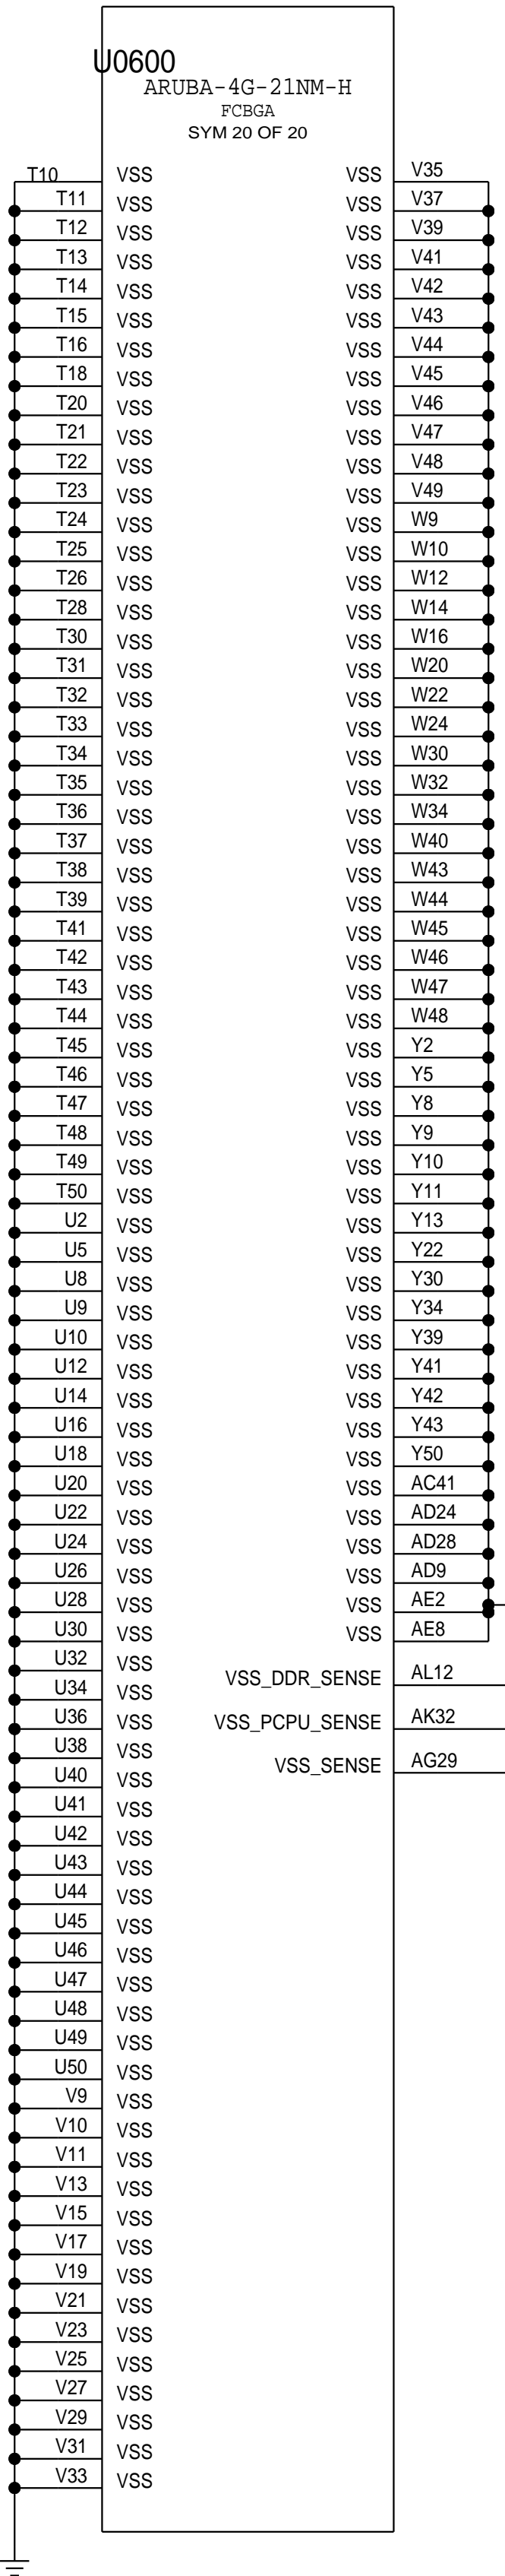 U0600
ARUBA-4G-21NM-H
FCBGA
SYM 20 OF 20
T10 VSS VSS V35
T11 VSS VSS V37
T12 VSS VSS V39
T13 VSS VSS V41
T14 VSS VSS V42
T15 VSS VSS V43
T16 VSS VSS V44
T18 VSS VSS V45
T20 VSS VSS V46
T21 VSS VSS V47
T22 VSS VSS V48
T23 VSS VSS V49
T24 VSS VSS W9
T25 VSS VSS W10
T26 VSS VSS W12
T28 VSS VSS W14
T30 VSS VSS W16
T31 VSS VSS W20
T32 VSS VSS W22
T33 VSS VSS W24
T34 VSS VSS W30
T35 VSS VSS W32
T36 VSS VSS W34
T37 VSS VSS W40
T38 VSS VSS W43
T39 VSS VSS W44
T41 VSS VSS W45
T42 VSS VSS W46
T43 VSS VSS W47
T44 VSS VSS W48
T45 VSS VSS Y2
T46 VSS VSS Y5
T47 VSS VSS Y8
T48 VSS VSS Y9
T49 VSS VSS Y10
T50 VSS VSS Y11
U2 VSS VSS Y13
U5 VSS VSS Y22
U8 VSS VSS Y30
U9 VSS VSS Y34
U10 VSS VSS Y39
U12 VSS VSS Y41
U14 VSS VSS Y42
U16 VSS VSS Y43
U18 VSS VSS Y50
U20 VSS VSS AC41
U22 VSS VSS AD24
U24 VSS VSS AD28
U26 VSS VSS AD9
U28 VSS VSS AE2
U30 VSS VSS AE8
U32 VSS VSS_DDR_SENSE AL12
U34 VSS
U36 VSS VSS_PCPU_SENSE AK32
U38 VSS VSS_SENSE AG29
U40 VSS
U41 VSS
U42 VSS
U43 VSS
U44 VSS
U45 VSS
U46 VSS
U47 VSS
U48 VSS
U49 VSS
U50 VSS
V9 VSS
V10 VSS
V11 VSS
V13 VSS
V15 VSS
V17 VSS
V19 VSS
V21 VSS
V23 VSS
V25 VSS
V27 VSS
V29 VSS
V31 VSS
V33 VSS